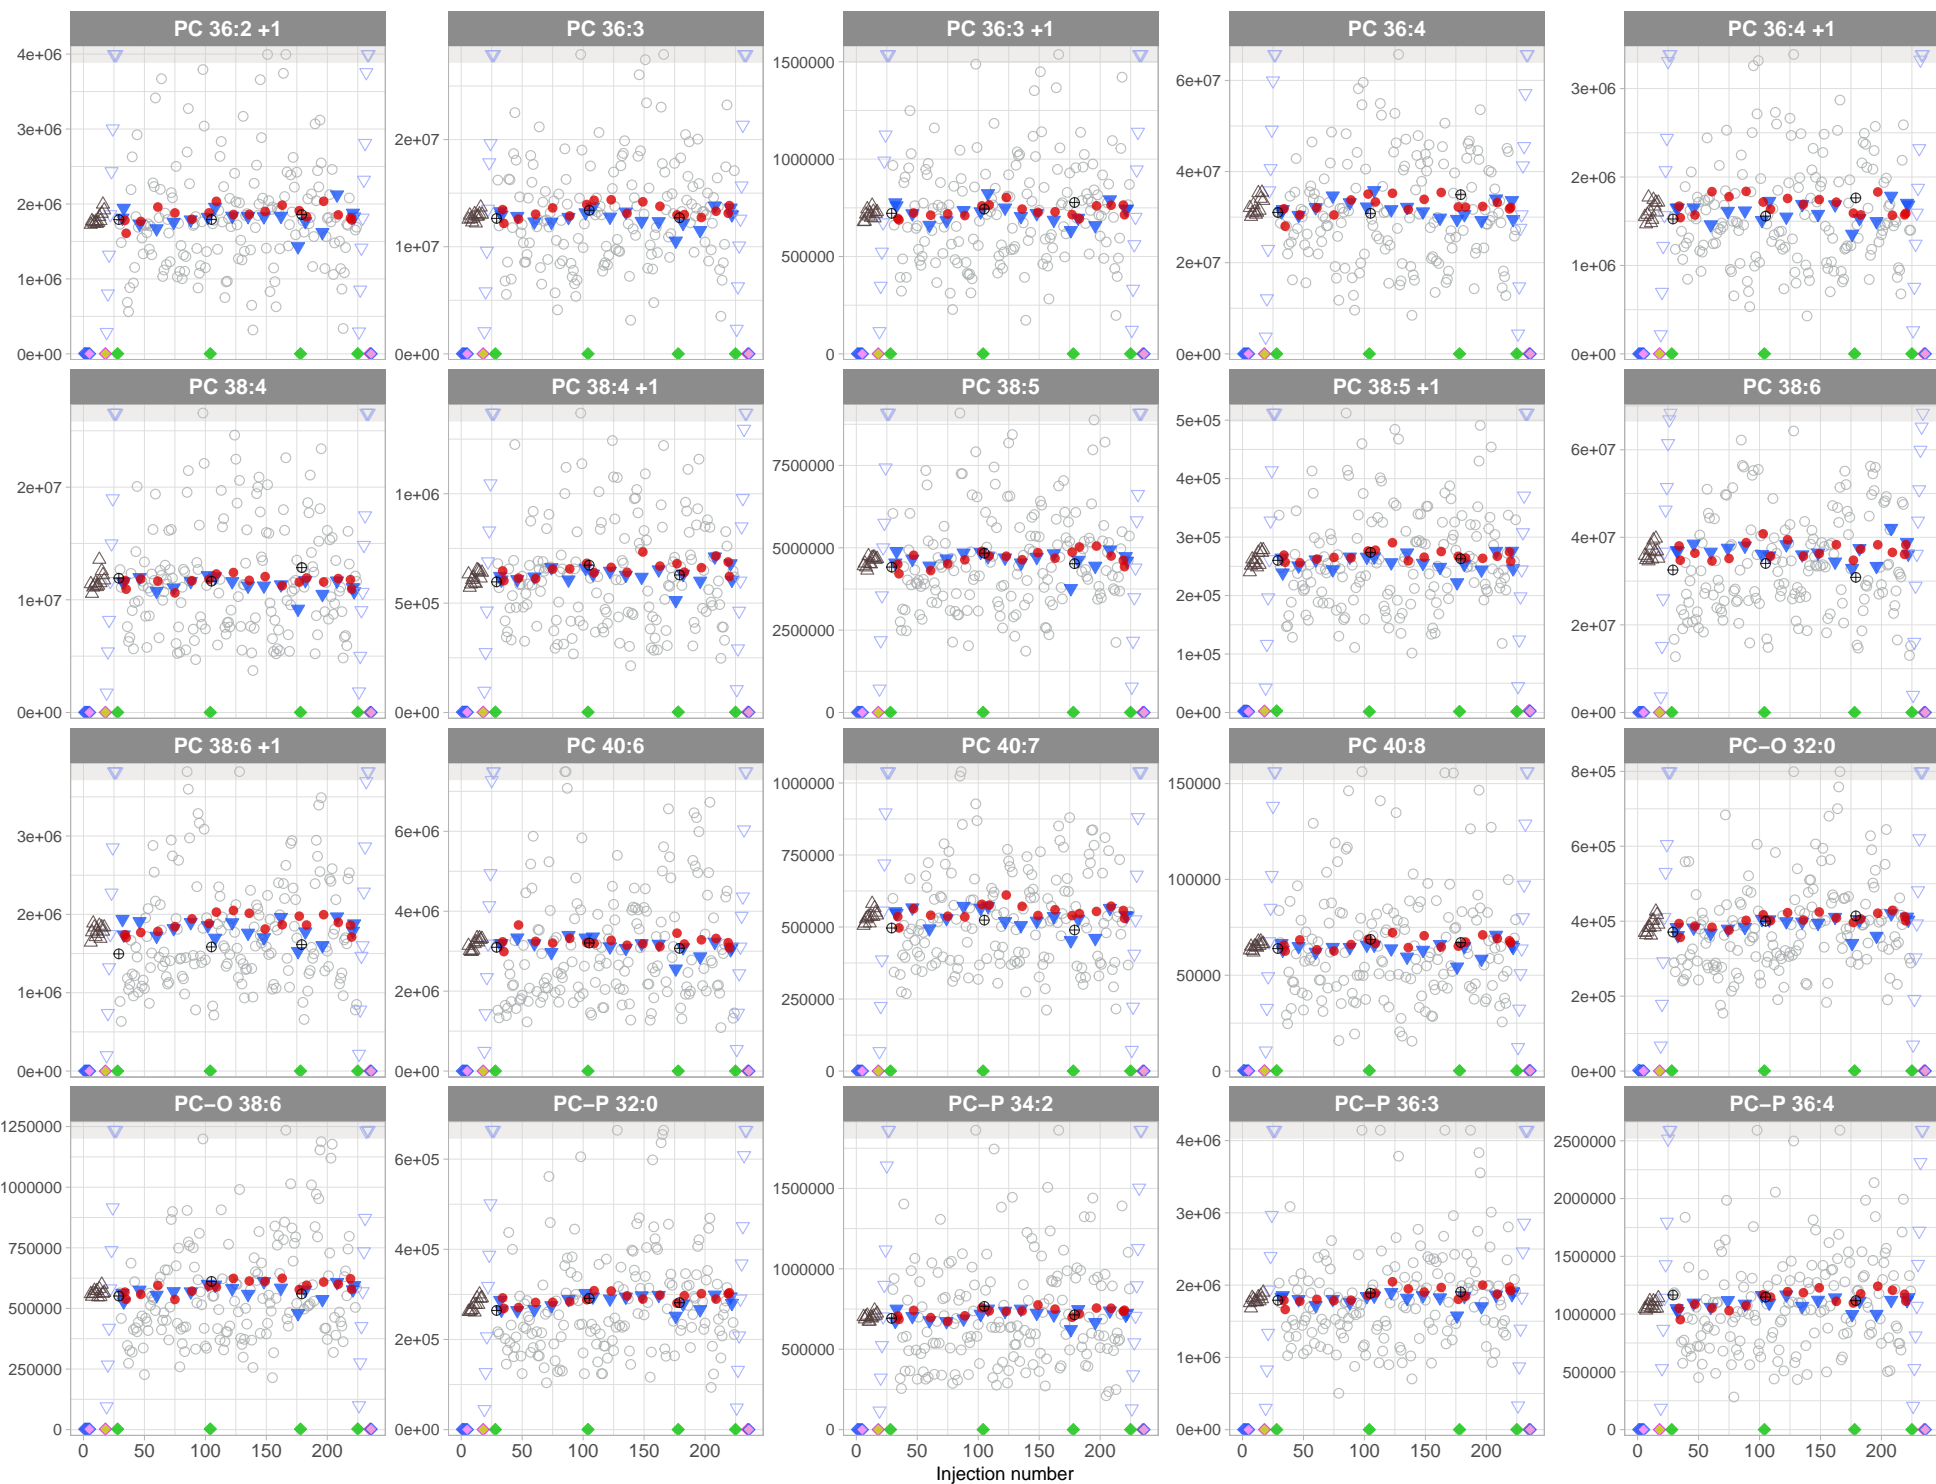 PC 36:2 +1
PC 36:3
PC 36:3 +1
PC 36:4
PC 36:4 +1
4e+06
3e+06
2e+06
1e+06
0e+00
2e+07
1e+07
0e+00
1500000
1000000
500000
0
6e+07
4e+07
2e+07
0e+00
3e+06
2e+06
1e+06
0e+00
PC 38:4
PC 38:4 +1
PC 38:5
PC 38:5 +1
PC 38:6
2e+07
1e+07
0e+00
1e+06
5e+05
0e+00
7500000
5000000
2500000
0
5e+05
4e+05
3e+05
2e+05
1e+05
0e+00
6e+07
4e+07
2e+07
0e+00
PC 38:6 +1
PC 40:6
PC 40:7
PC 40:8
PC−O 32:0
3e+06
2e+06
1e+06
0e+00
6e+06
4e+06
2e+06
0e+00
1000000
750000
500000
250000
0
150000
100000
50000
0
8e+05
6e+05
4e+05
2e+05
0e+00
PC−O 38:6
PC−P 32:0
PC−P 34:2
PC−P 36:3
PC−P 36:4
1250000
1000000
750000
500000
250000
0
6e+05
4e+05
2e+05
0e+00
1500000
1000000
500000
0
4e+06
3e+06
2e+06
1e+06
0e+00
2500000
2000000
1500000
1000000
500000
0
0 50 100 150 200
0 50 100 150 200
0 50 100 150 200
0 50 100 150 200
0 50 100 150 200
Injection number